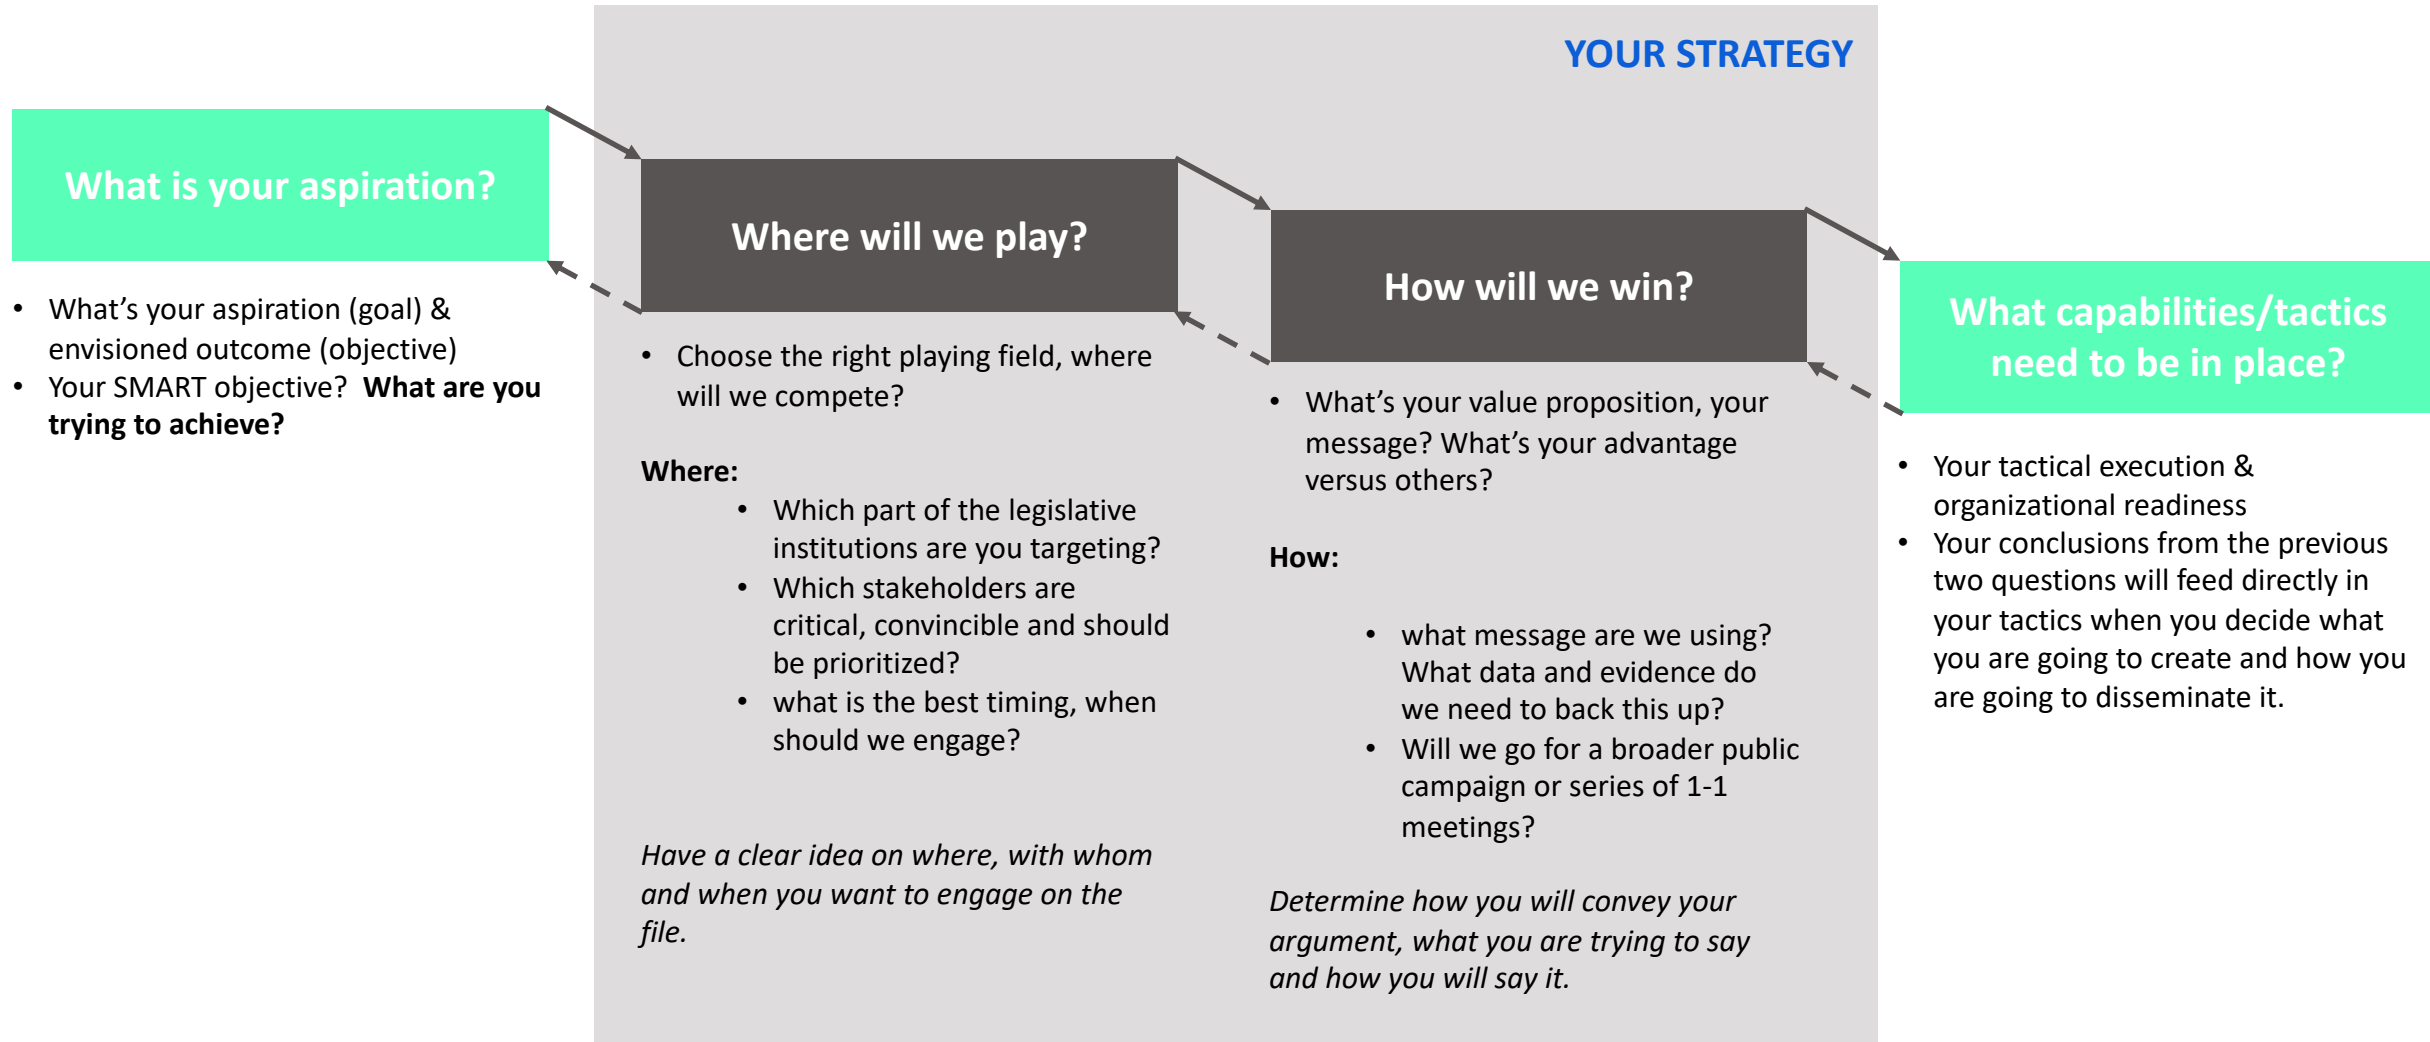 YOUR STRATEGY
What is your aspiration?
• What’s your aspiration (goal) &
envisioned outcome (objective)
• Your SMART objective?  What are you
trying to achieve?
Where will we play?
• Choose the right playing field, where
will we compete?
Where:
• Which part of the legislative
institutions are you targeting?
• Which stakeholders are
critical, convincible and should
be prioritized?
• what is the best timing, when
should we engage?
Have a clear idea on where, with whom
and when you want to engage on the
file.
How will we win?
• What’s your value proposition, your
message? What’s your advantage
versus others?
How:
• what message are we using?
What data and evidence do
we need to back this up?
• Will we go for a broader public
campaign or series of 1-1
meetings?
Determine how you will convey your
argument, what you are trying to say
and how you will say it.
What capabilities/tactics
need to be in place?
• Your tactical execution &
organizational readiness
• Your conclusions from the previous
two questions will feed directly in
your tactics when you decide what
you are going to create and how you
are going to disseminate it.